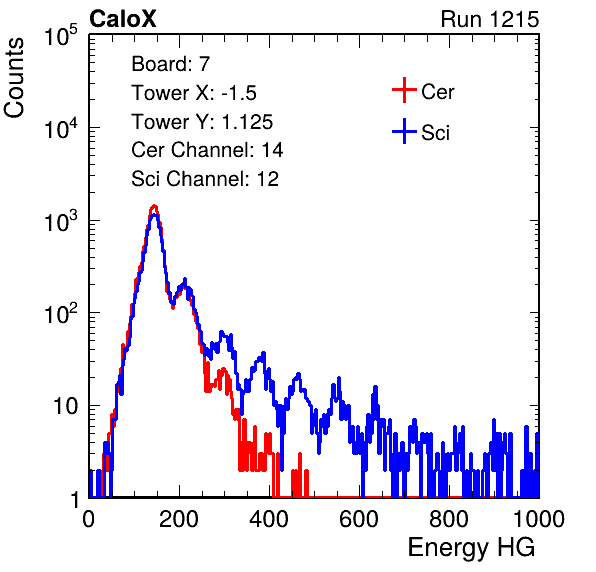 CaloX Run 1215
Counts
10^5
10^4
10^3
10^2
10
1
Board: 7
Tower X: -1.5
Tower Y: 1.125
Cer Channel: 14
Sci Channel: 12
Cer
Sci
0 200 400 600 800 1000
Energy HG